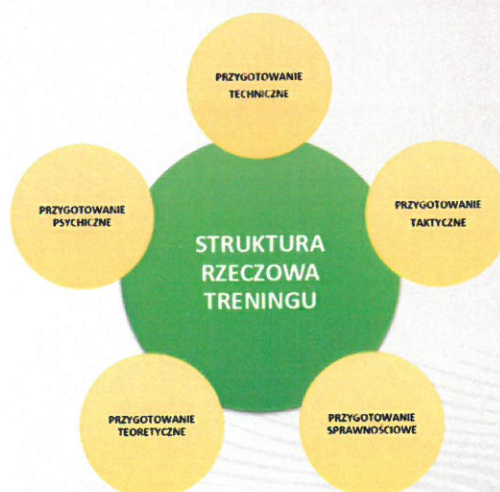 PRZYGOTOWANIE
TECHNICZNE
PRZYGOTOWANIE
PSYCHICZNE
PRZYGOTOWANIE
TAKTYCZNE
STRUKTURA
RZECZOWA
TRENINGU
PRZYGOTOWANIE
TEORETYCZNE
PRZYGOTOWANIE
SPRAWNOŚCIOWE